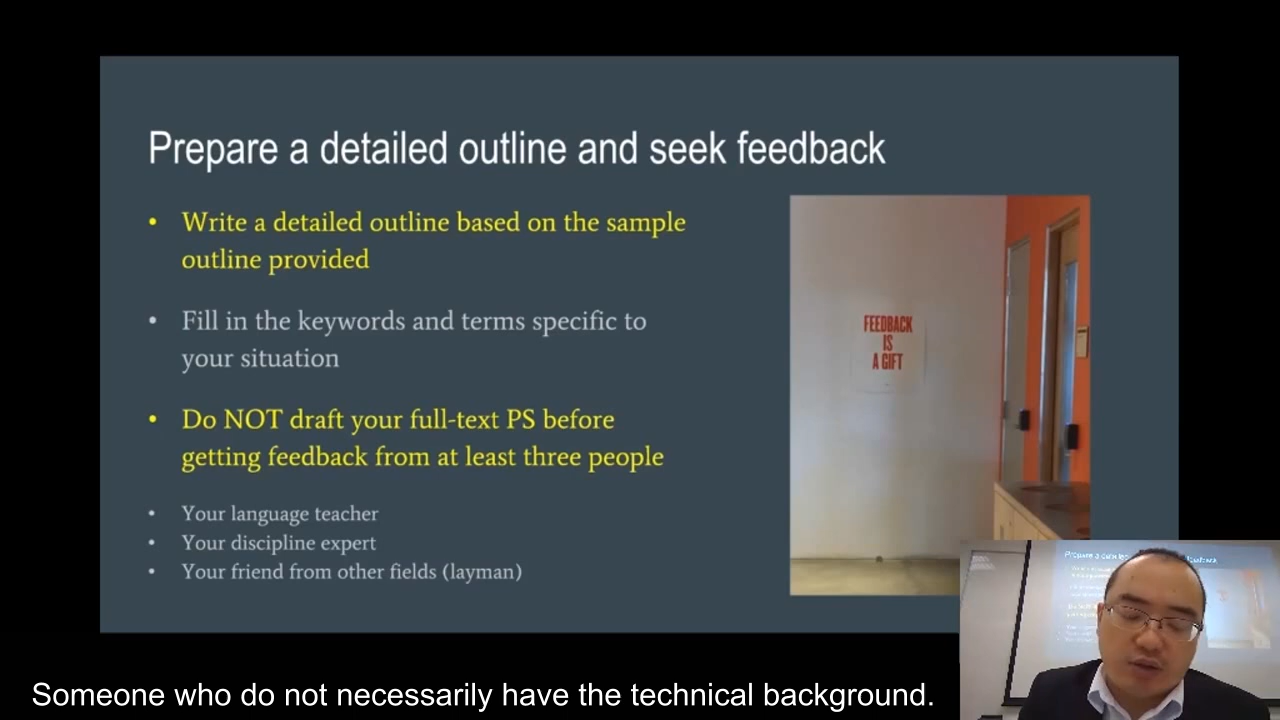 Prepare a detailed outline and seek feedback
• Write a detailed outline based on the sample
outline provided
• Fill in the keywords and terms specific to
your situation
• Do NOT draft your full-text PS before
getting feedback from at least three people
• Your language teacher
• Your discipline expert
• Your friend from other fields (layman)
FEEDBACK
IS
A GIFT
Someone who do not necessarily have the technical background.